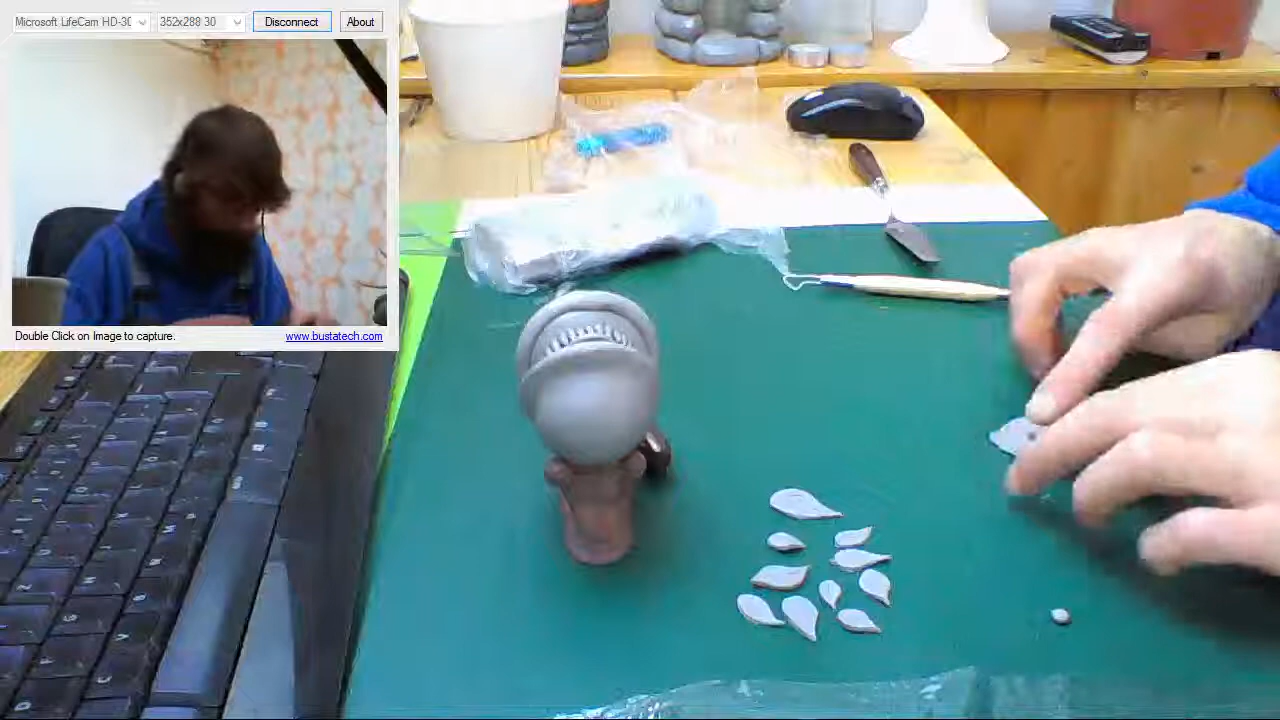 Microsoft LifeCam HD-30 352x288 30 Disconnect About
Double Click on Image to capture. www.bustatech.com